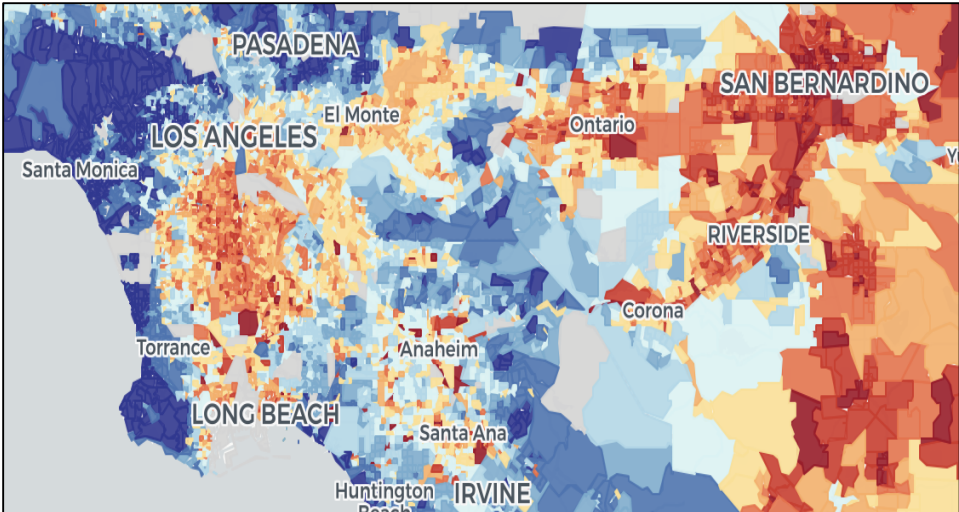 PASADENA
SAN BERNARDINO
El Monte
Ontario
LOS ANGELES
Santa Monica
RIVERSIDE
Corona
Torrance
Anaheim
LONG BEACH
Santa Ana
Huntington
Beach
IRVINE